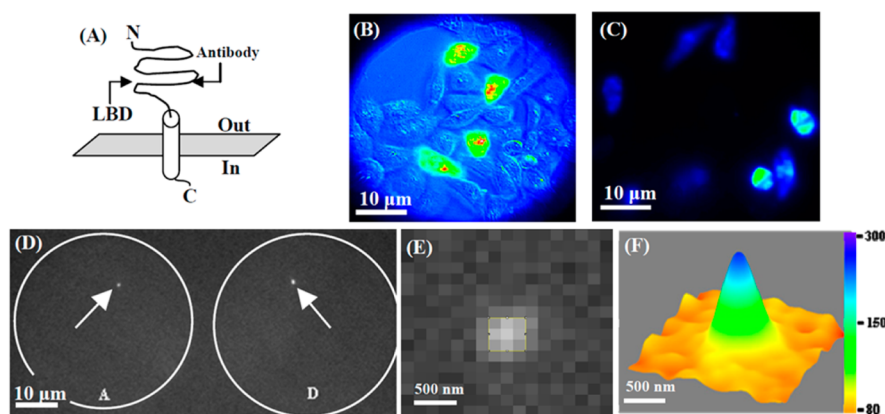 (A)
N
Antibody
LBD
Out
In
C
(B)
10 µm
(C)
10 µm
(D)
10 µm
A
D
(E)
500 nm
(F)
300
150
80
500 nm